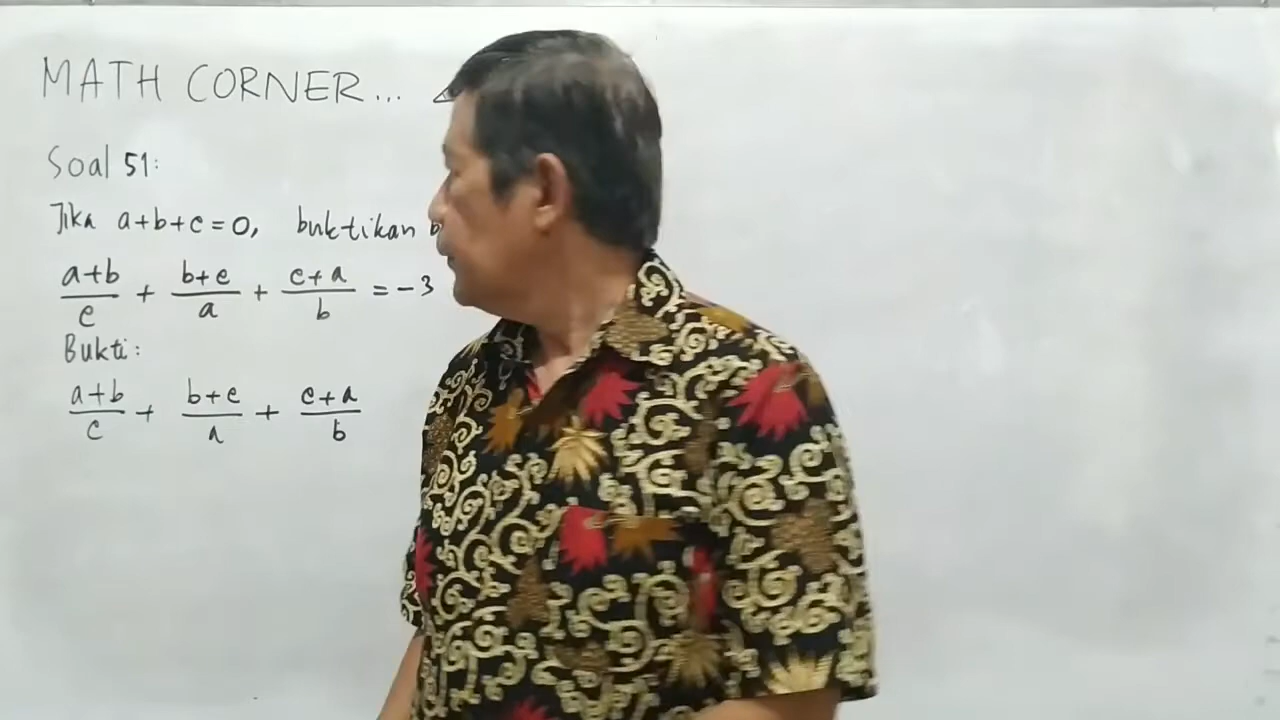 MATH CORNER...
Soal 51:
Jika a+b+c=0, buktikan
(a+b)/c + (b+c)/a + (c+a)/b = -3
Bukti:
(a+b)/c + (b+c)/a + (c+a)/b